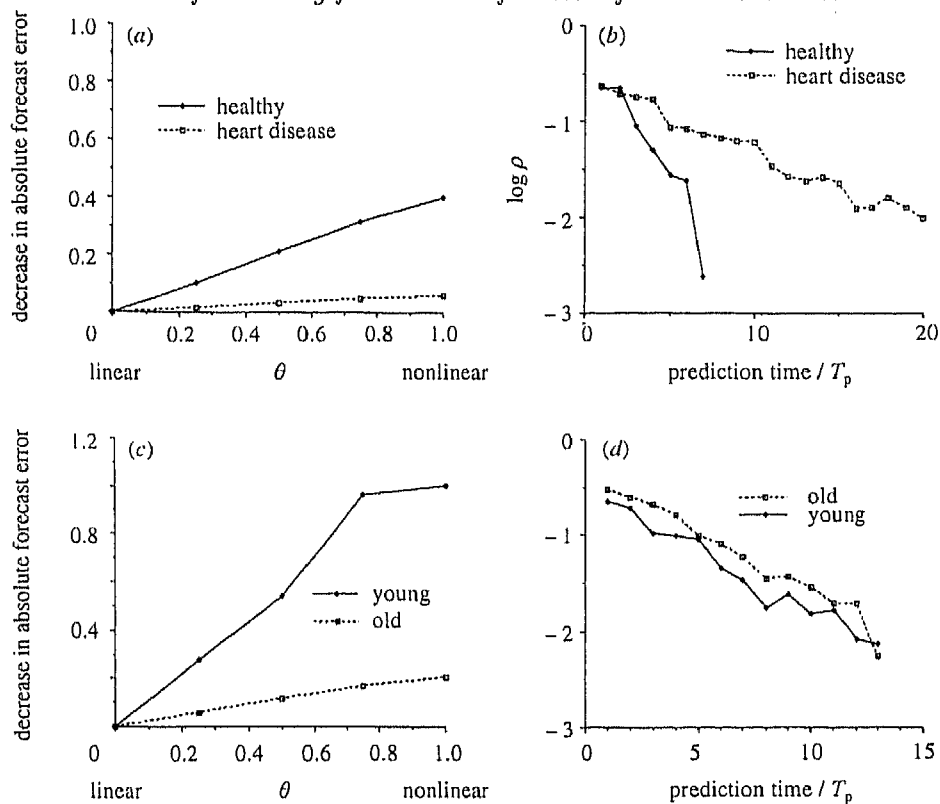 (a)
1.0
0.8
0.6
0.4
0.2
healthy
heart disease
decrease in absolute forecast error
0 0.2 0.4 0.6 0.8 1.0
linear θ nonlinear
(b)
0
−1
−2
−3
healthy
heart disease
log ρ
0 10 20
prediction time / Tₚ
(c)
1.2
0.8
0.4
young
old
decrease in absolute forecast error
0 0.2 0.4 0.6 0.8 1.0
linear θ nonlinear
(d)
0
−1
−2
−3
old
young
0 5 10 15
prediction time / Tₚ